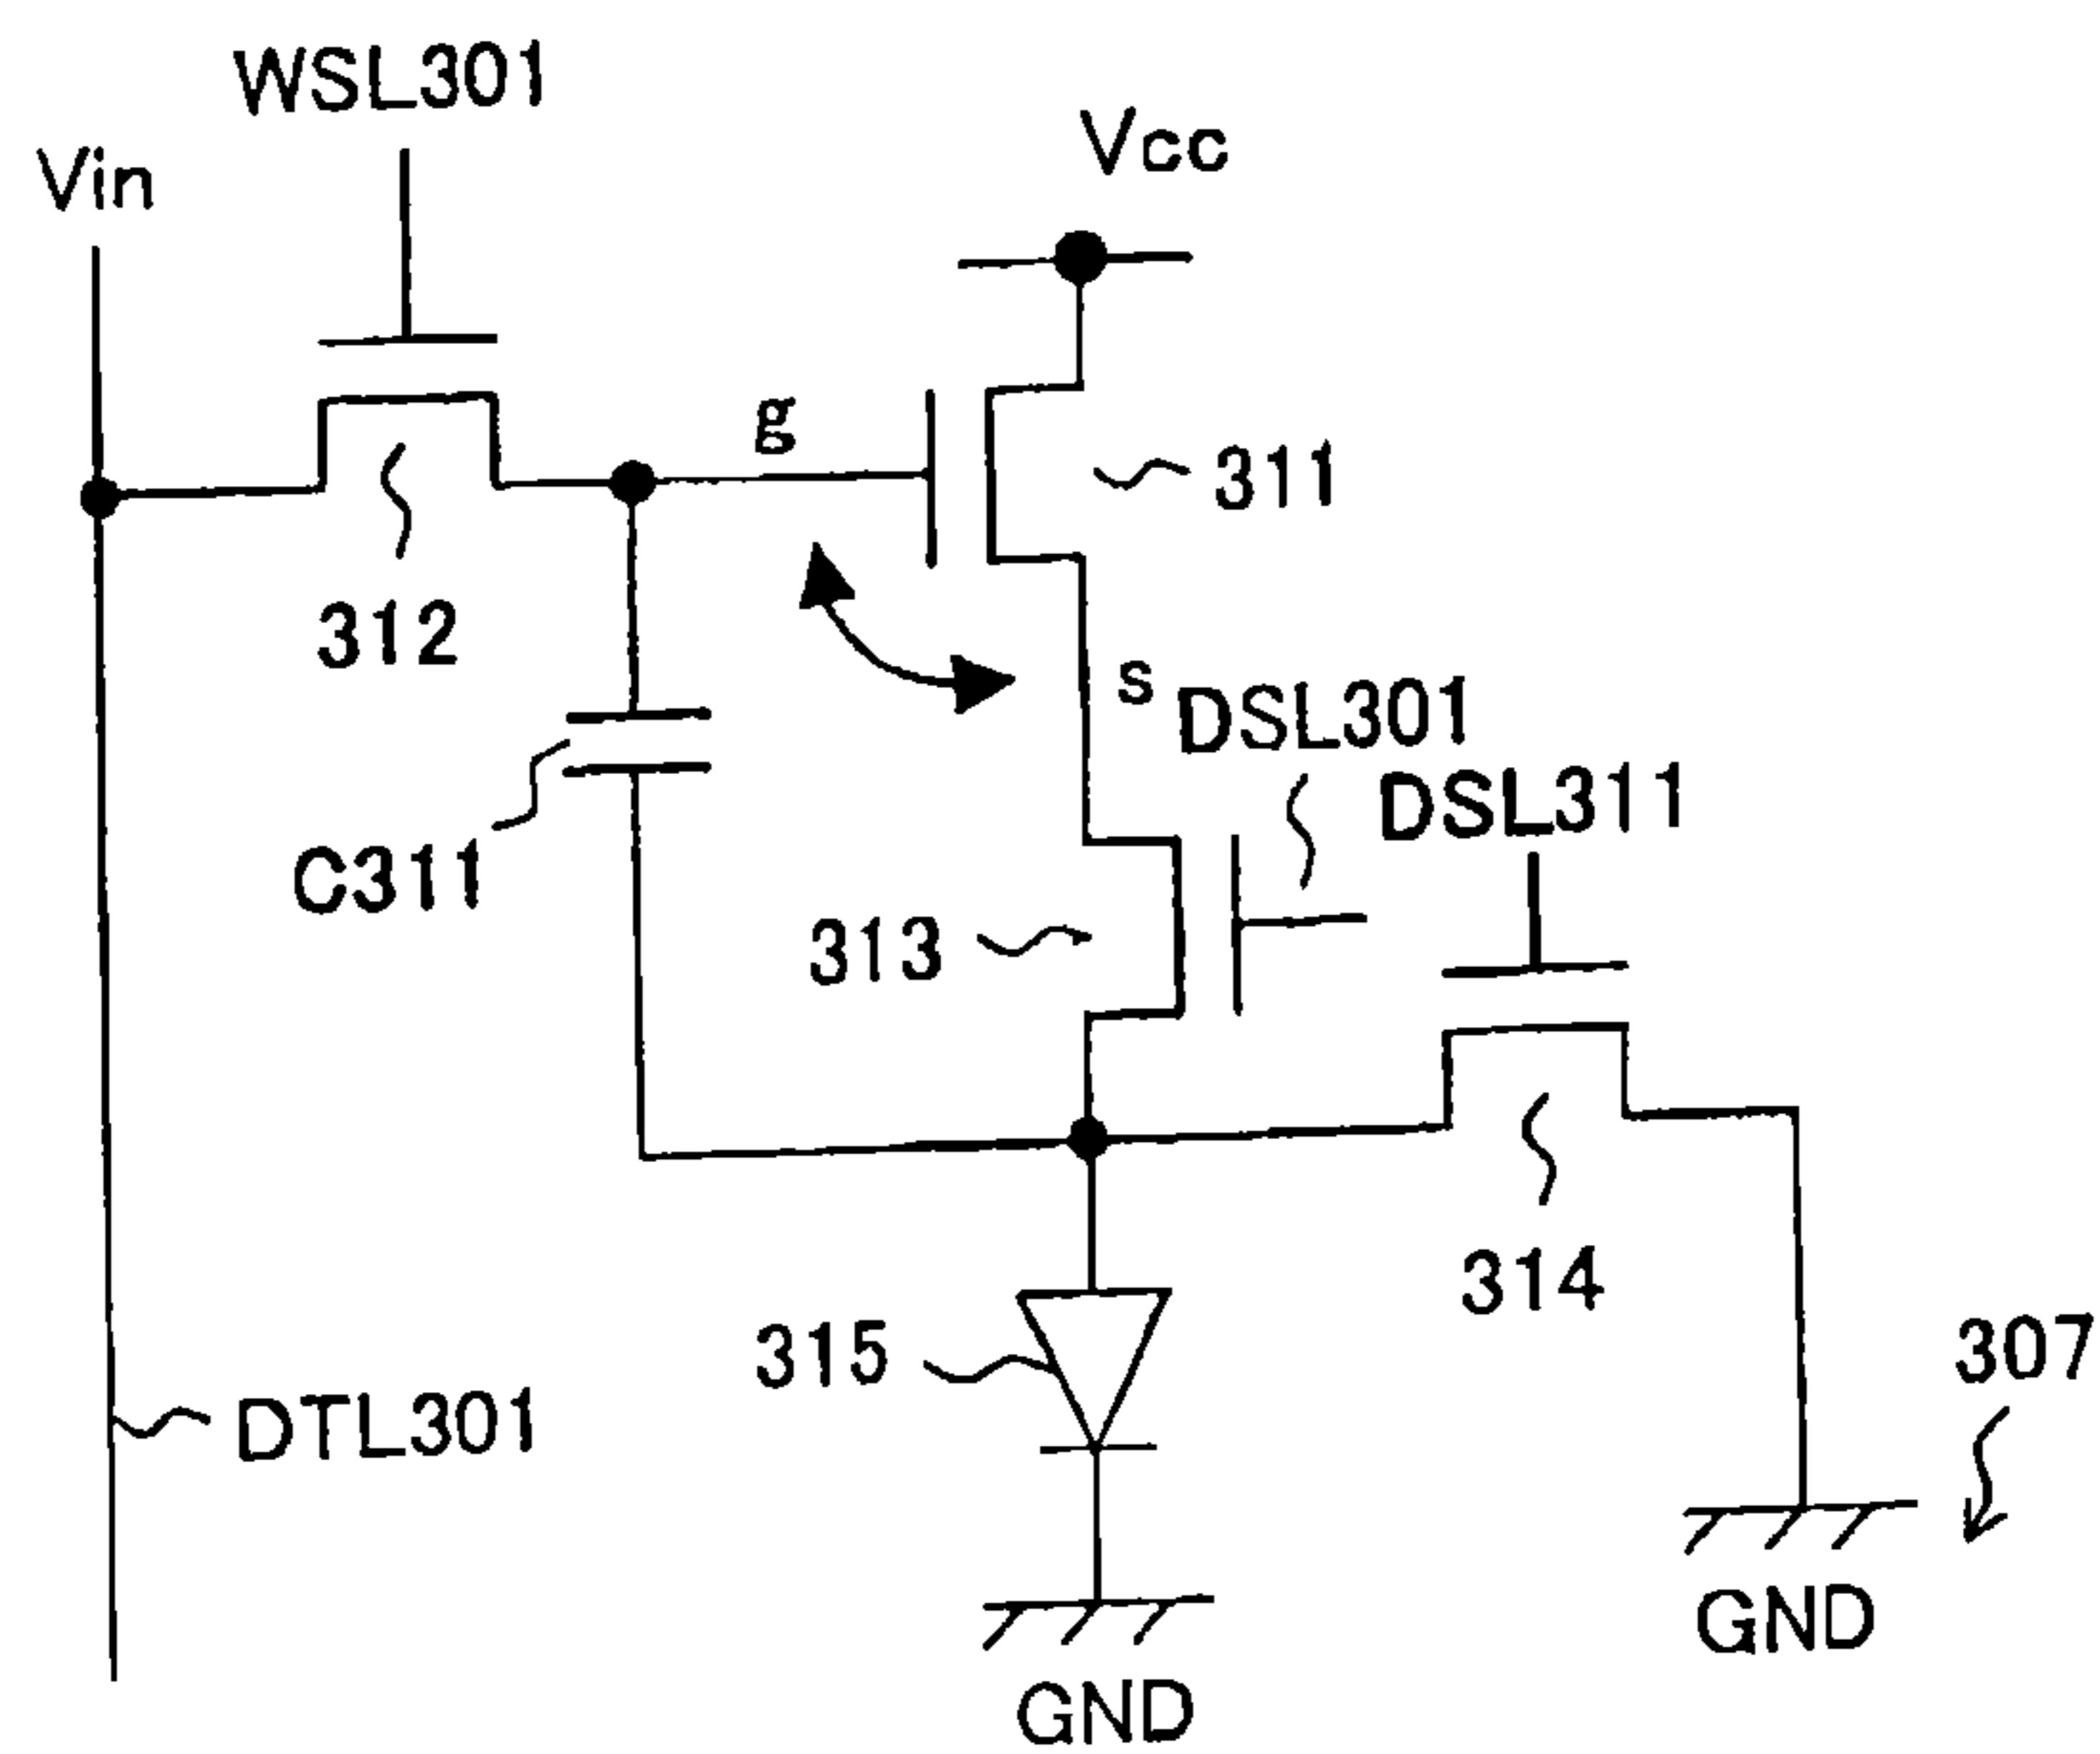 WSL301
Vcc
Vin
g
311
312
s
DSL301
DSL311
C311
313
314
315
307
DTL301
GND
GND